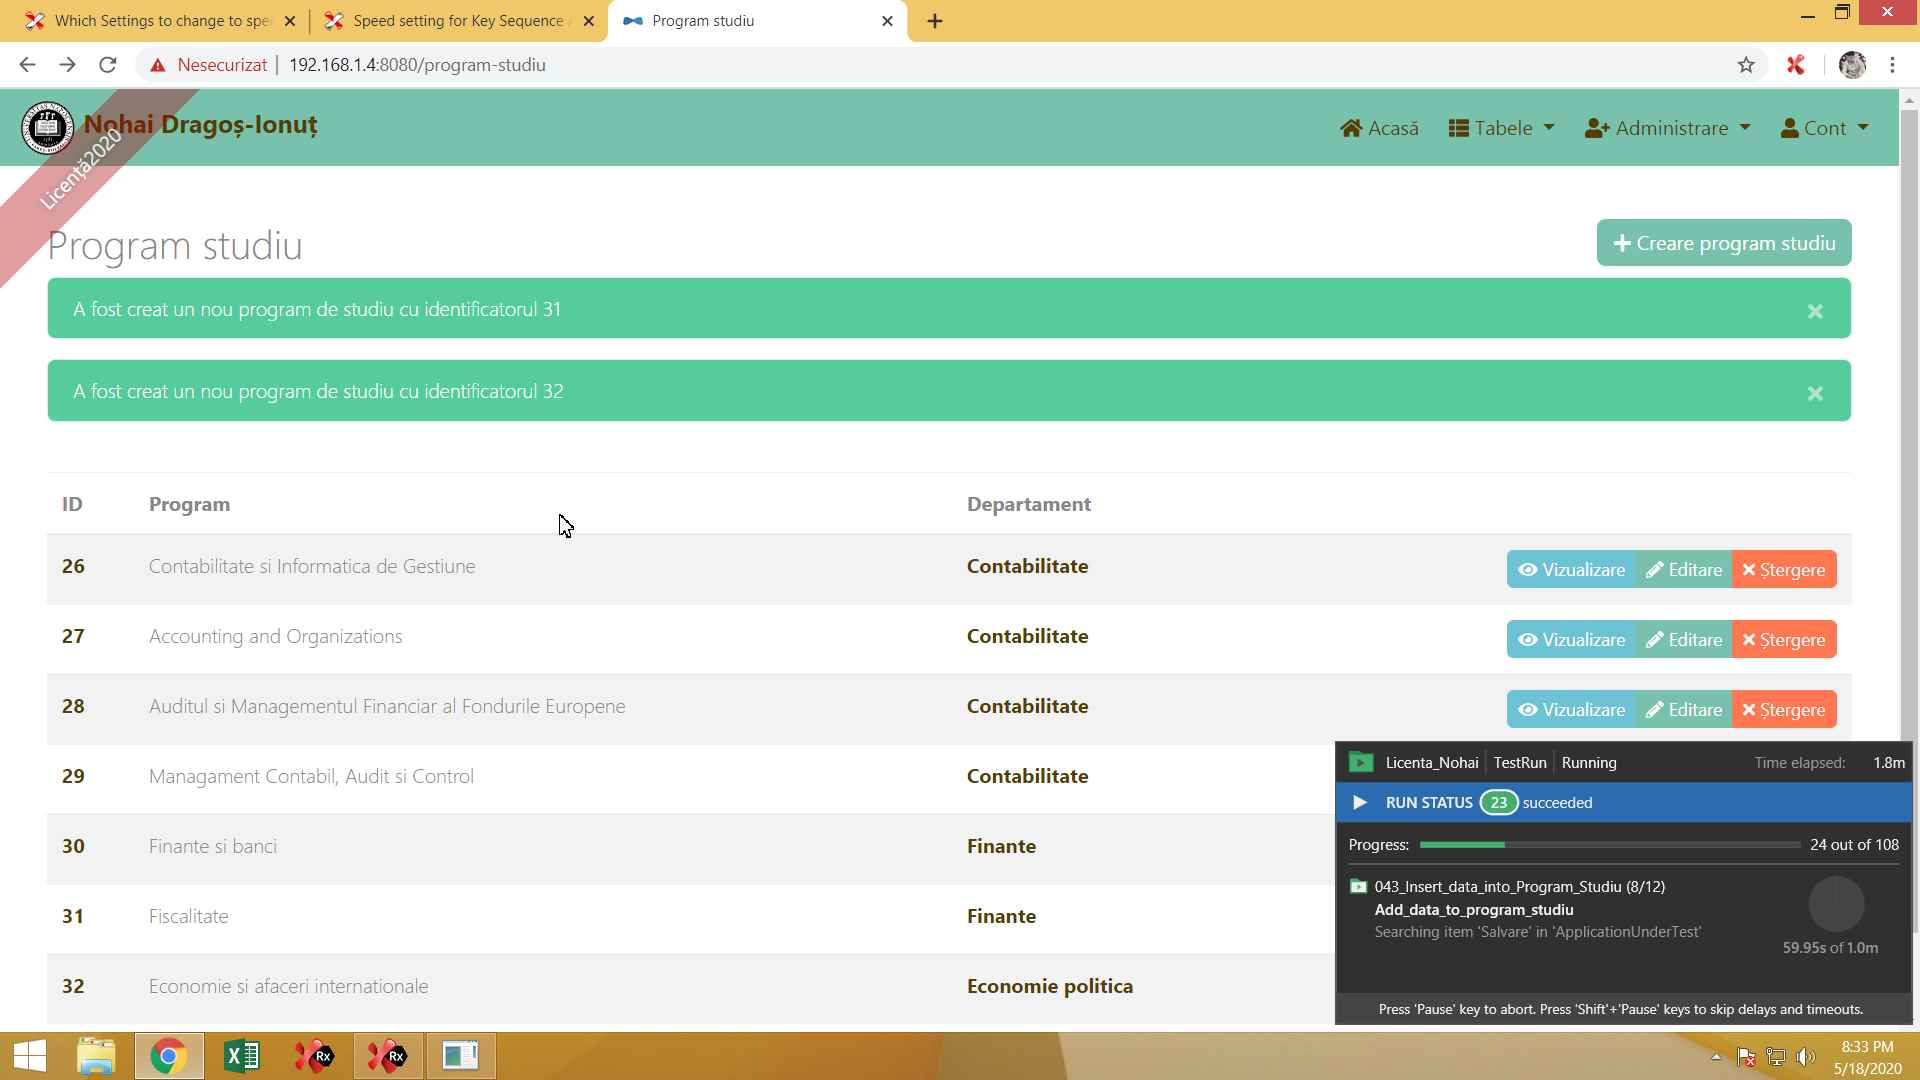 Which Settings to change to spe
Speed setting for Key Sequence
Program studiu
Nesecurizat
192.168.1.4:8080/program-studiu
Licență2020
Nohai Dragoș-Ionuț
Acasă
Tabele
Administrare
Cont
Program studiu
Creare program studiu
A fost creat un nou program de studiu cu identificatorul 31
A fost creat un nou program de studiu cu identificatorul 32
ID Program Departament
26 Contabilitate si Informatica de Gestiune Contabilitate Vizualizare Editare Ștergere
27 Accounting and Organizations Contabilitate Vizualizare Editare Ștergere
28 Auditul si Managementul Financiar al Fondurile Europene Contabilitate Vizualizare Editare Ștergere
29 Managament Contabil, Audit si Control Contabilitate
30 Finante si banci Finante
31 Fiscalitate Finante
32 Economie si afaceri internationale Economie politica
Licenta_Nohai TestRun Running Time elapsed: 1.8m
RUN STATUS 23 succeeded
Progress: 24 out of 108
043_Insert_data_into_Program_Studiu (8/12)
Add_data_to_program_studiu
Searching item 'Salvare' in 'ApplicationUnderTest'
59.95s of 1.0m
Press 'Pause' key to abort. Press 'Shift'+'Pause' keys to skip delays and timeouts.
Rx
Rx
8:33 PM
5/18/2020